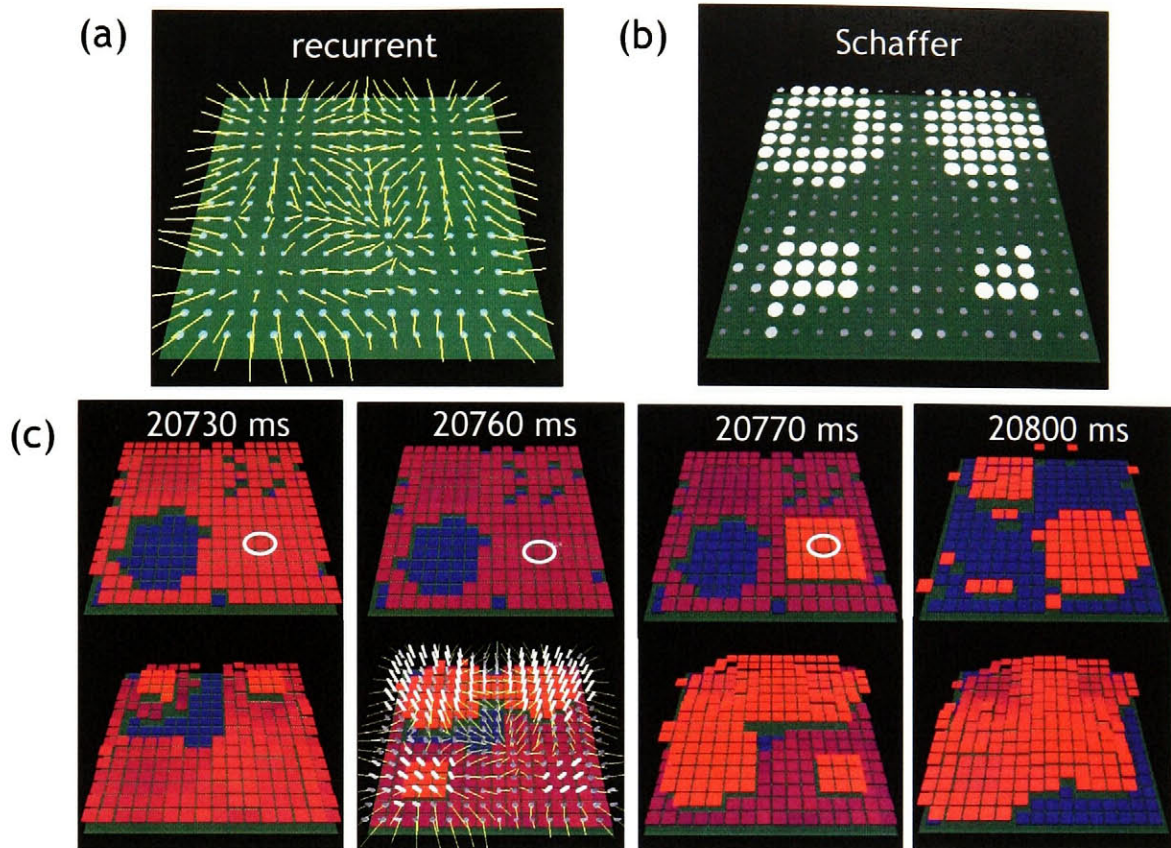 (a)
recurrent
(b)
Schaffer
(c)
20730 ms
20760 ms
20770 ms
20800 ms